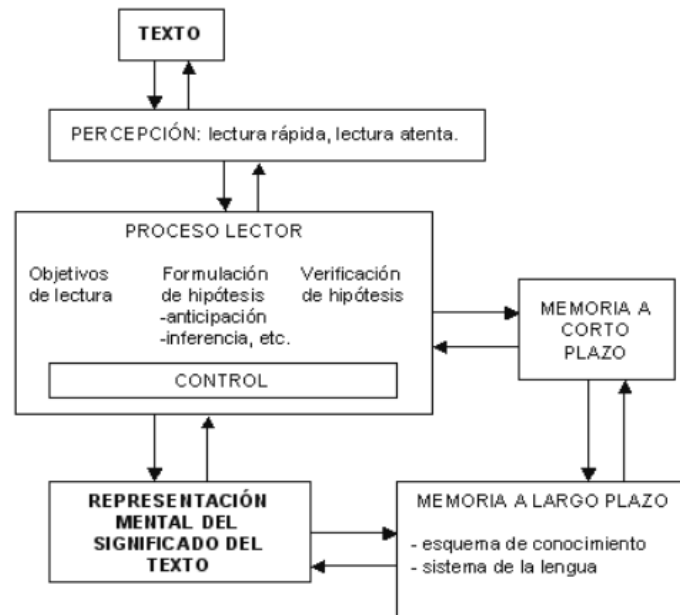 TEXTO
PERCEPCIÓN: lectura rápida, lectura atenta.
PROCESO LECTOR
Objetivos
de lectura
Formulación
de hipótesis
-anticipación
-inferencia, etc.
Verificación
de hipótesis
CONTROL
MEMORIA A
CORTO
PLAZO
REPRESENTACIÓN
MENTAL DEL
SIGNIFICADO DEL
TEXTO
MEMORIA A LARGO PLAZO
- esquema de conocimiento
- sistema de la lengua